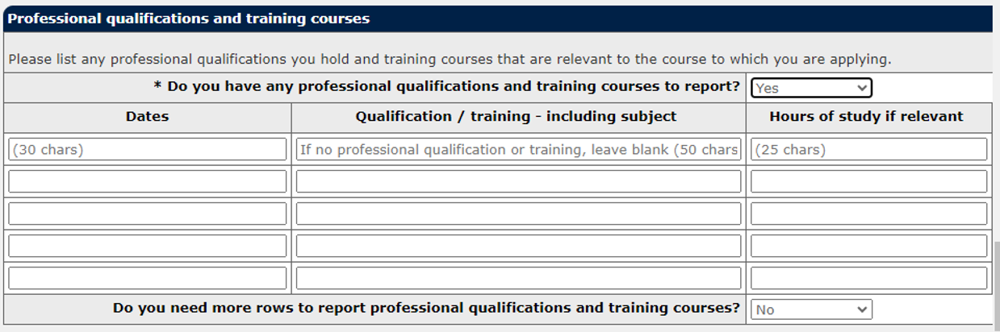 Professional qualifications and training courses
Please list any professional qualifications you hold and training courses that are relevant to the course to which you are applying.
* Do you have any professional qualifications and training courses to report? Yes
Dates Qualification / training - including subject Hours of study if relevant
(30 chars) If no professional qualification or training, leave blank (50 chars (25 chars)
Do you need more rows to report professional qualifications and training courses? No